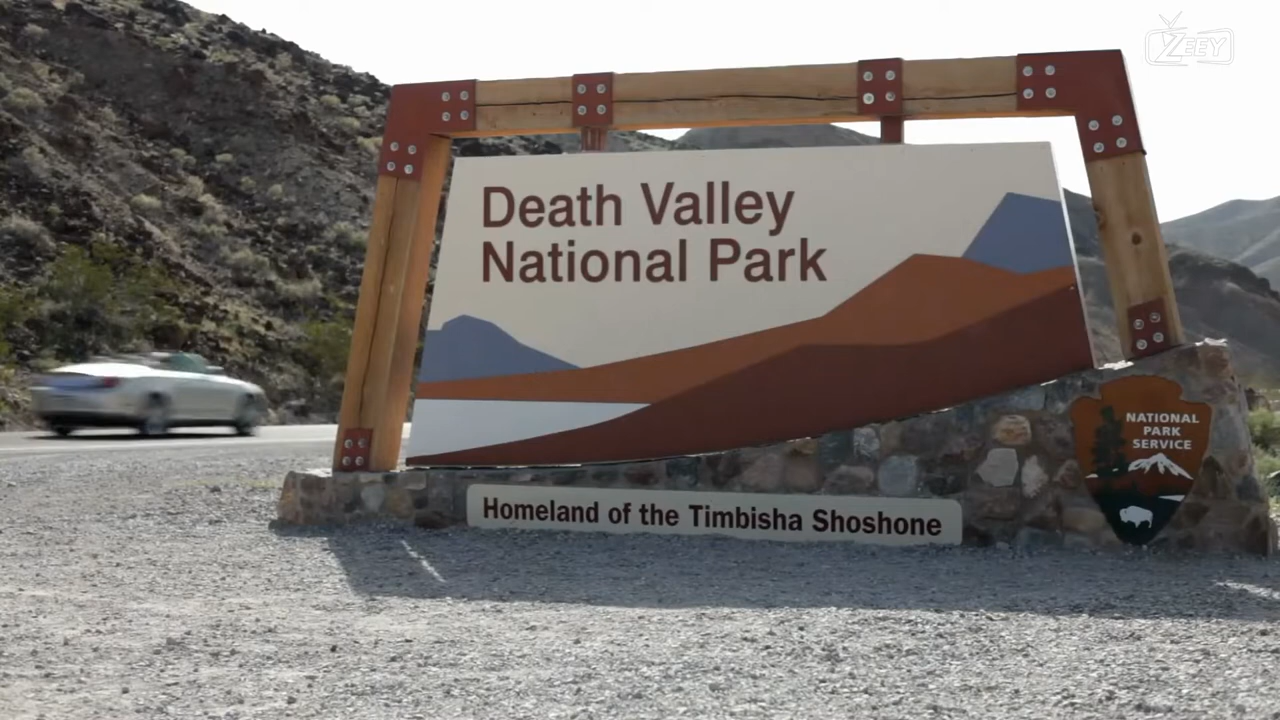 ZEEY
Death Valley
National Park
NATIONAL
PARK
SERVICE
Homeland of the Timbisha Shoshone